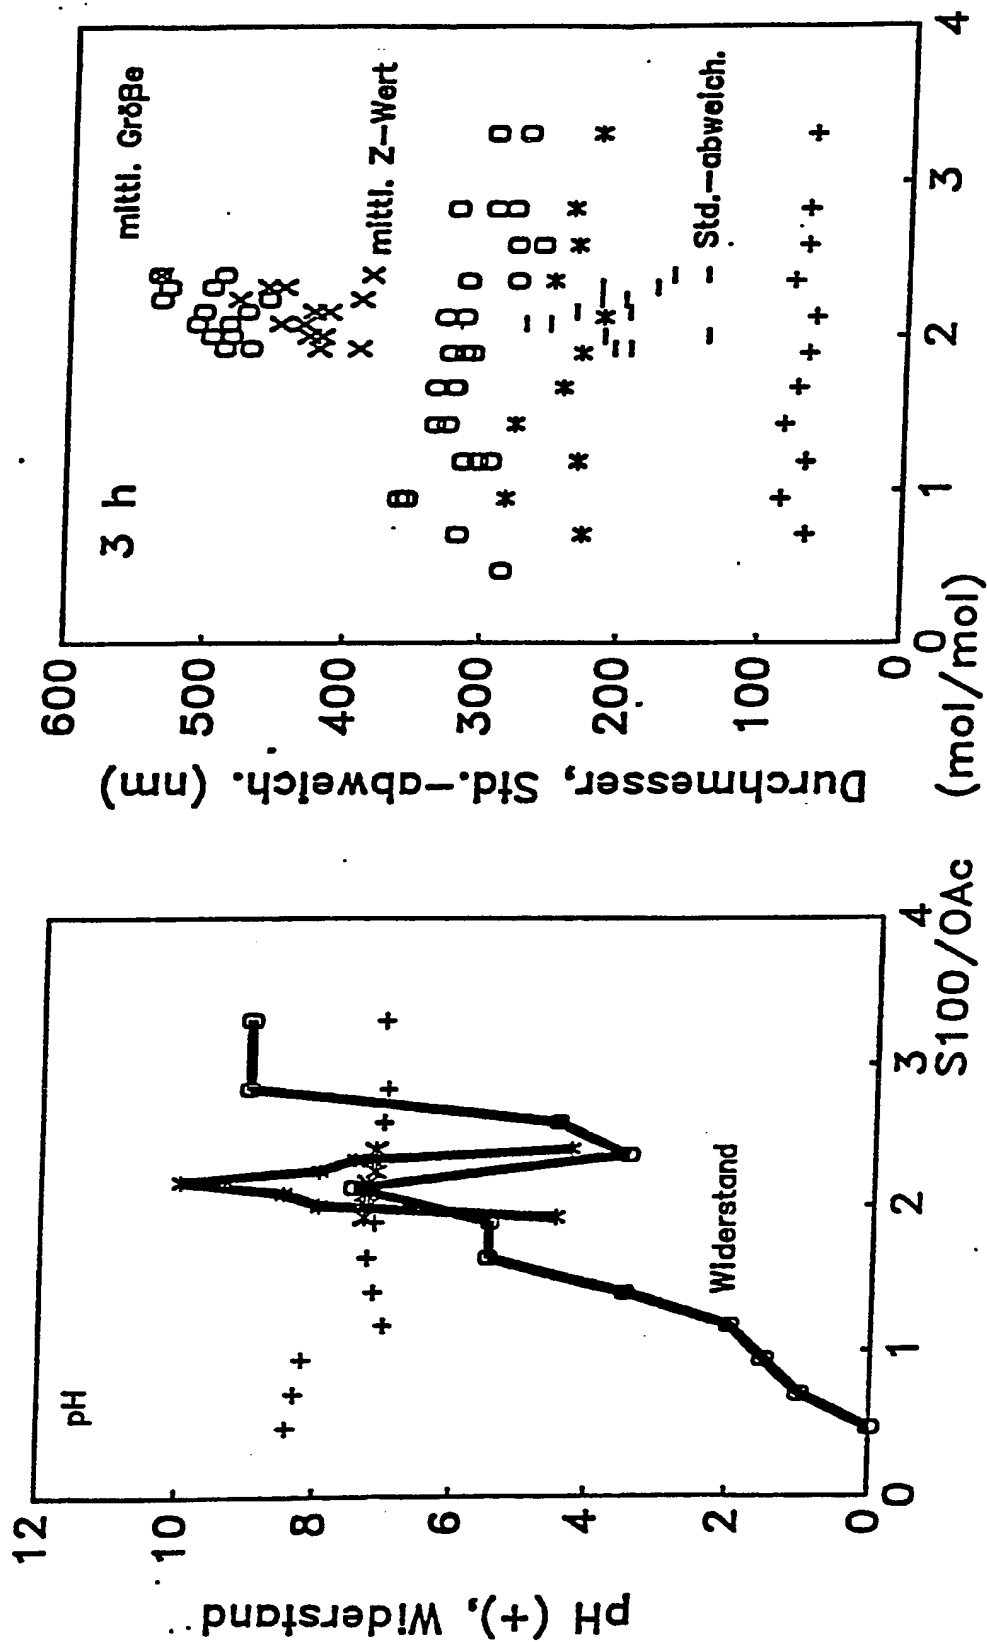 pH (+), Widerstand
12
10
8
6
4
2
0
pH
Widerstand
0
1
2
3
4
S100/OAc (mol/mol)
Durchmesser, Std.-abweich. (nm)
600
500
400
300
200
100
0
3 h
mittl. Größe
mittl. Z-Wert
Std.-abweich.
0
1
2
3
4